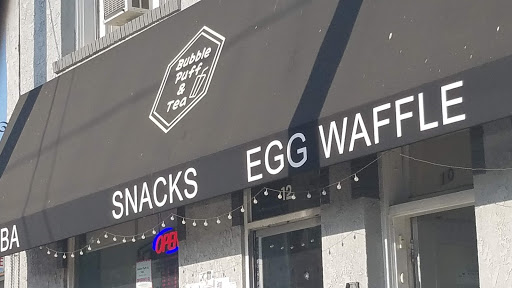 Bubble
Puff
&
Tea
BA SNACKS EGG WAFFLE
12
10
OPEN